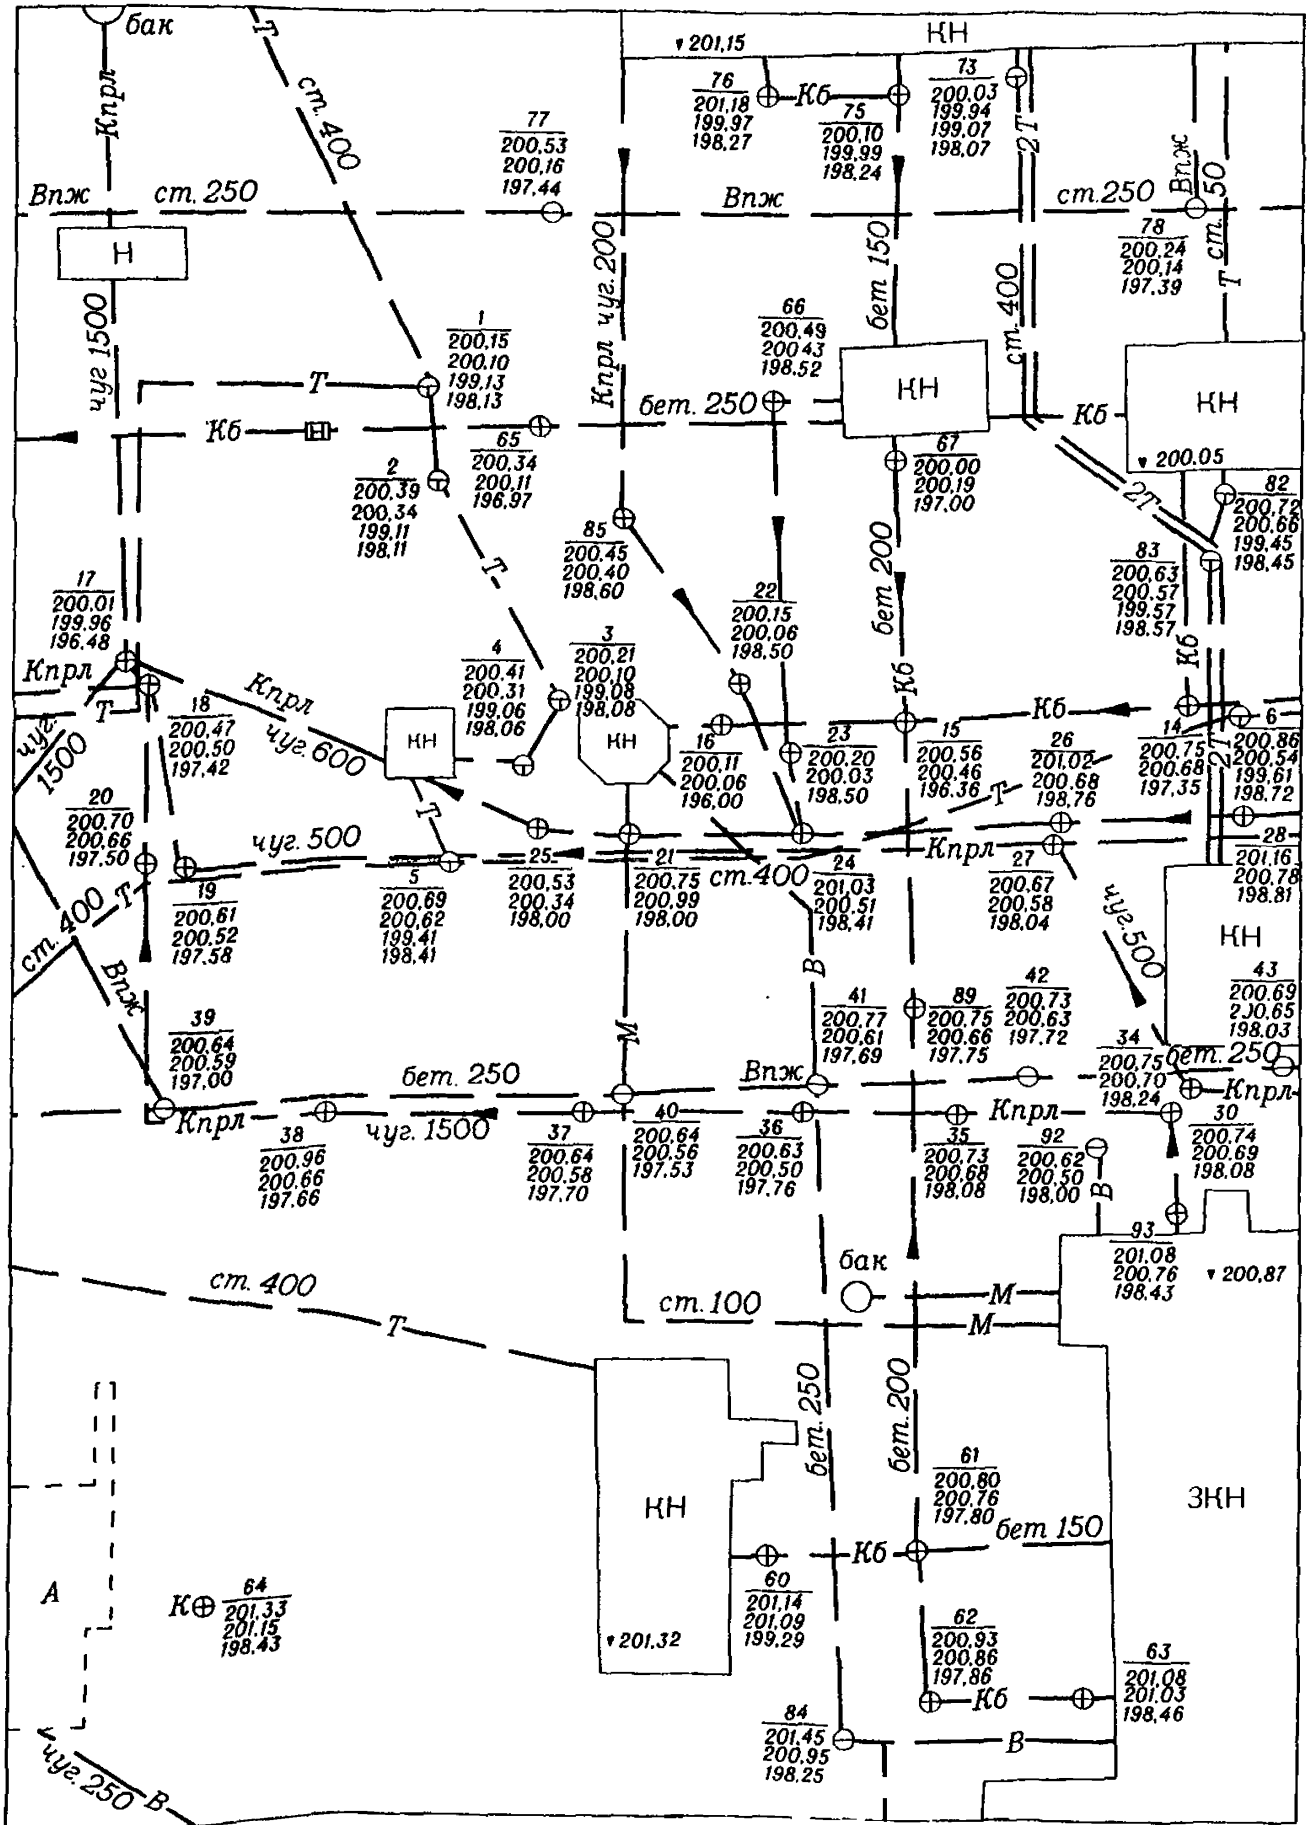 бак
Т
КН
201,15
Кпрл
ст. 400
76
201,18
199,97
198,27
Кб
75
200,10
199,99
198,24
73
200,03
199,94
199,07
198,07
2Т
77
200,53
200,16
197,44
Впж
ст. 250
Впж
ст.250
Впж
ст. 150
78
200,24
200,14
197,39
Т
Н
чуг 1500
Кпрл чуг. 200
бет. 150
ст. 400
1
200,15
200.10
199,13
198,13
66
200,49
200 43
198.52
КН
КН
Т
Кб
Н
бет. 250
Кб
200.05
65
200,34
200,11
196,97
2
200,39
200,34
199,11
198,11
67
200,00
200,19
197,00
2Т
82
200,72
200,66
199,45
198,45
Т
85
200,45
200,40
198,60
бет 200
83
200,63
200,57
199,57
198,57
17
200.01
199,96
196,48
22
200,15
200,06
198,50
4
200,41
200,31
199,06
198,06
3
200,21
200,10
199,08
198,08
Кпрл
Кпрл
Кб
Кб
Т
чуг.
1500
чуг. 600
18
200,47
200,50
197,42
КН
КН
16
200,11
200,06
196,00
23
200,20
200,03
198,50
15
200,56
200,46
196,36
Кб
26
201,02
200,68
198,76
14
200,75
200,68
197,35
2Т
6
200,86
200,54
199,61
198,72
Т
Т
20
200,70
200,66
197,50
чуг. 500
Кпрл
28
201,16
200,78
198,81
19
200,61
200,52
197,58
5
200,69
200,62
199,41
198,41
25
200,53
200,34
198,00
21
200,75
200,99
198,00
ст.400
24
201,03
200,51
198,41
27
200,67
200,58
198,04
чуг. 500
КН
Т
ст. 400
Впж
В
М
43
200.69
200,65
198,03
39
200,64
200,59
197,00
41
200,77
200,61
197,69
89
200,75
200,66
197,75
42
200,73
200,63
197,72
34
200,75
200,70
198,24
бет. 250
бет. 250
Впж
Кпрл
Кпрл
чуг. 1500
Кпрл
38
200,96
200,66
197,66
37
200,64
200,58
197,70
40
200,64
200,56
197,53
36
200,63
200,50
197,76
35
200,73
200,68
198,08
92
200,62
200,50
198,00
30
200,74
200,69
198,08
В
93
201,08
200,76
198,43
200,87
бак
ст. 400
Т
ст. 100
М
М
бет. 250
бет. 200
61
200,80
200,76
197,80
КН
ЗКН
Кб
бет 150
А
К
64
201,33
201,15
198,43
201,32
60
201,14
201,09
199,29
62
200,93
200,86
197,86
Кб
63
201,08
201,03
198,46
84
201,45
200,95
198,25
В
чуг. 250
В